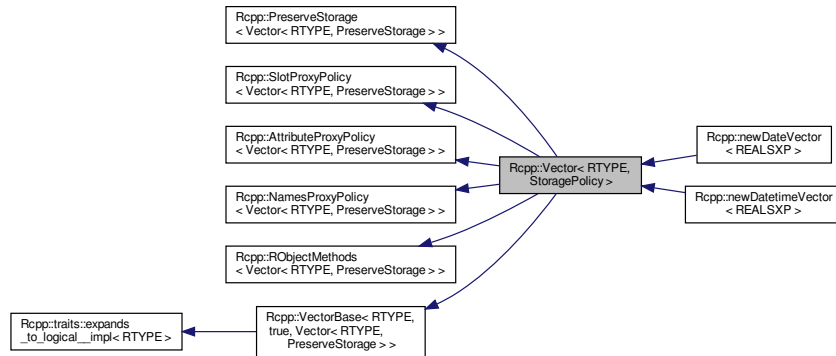 Rcpp::PreserveStorage
< Vector< RTYPE, PreserveStorage > >
Rcpp::SlotProxyPolicy
< Vector< RTYPE, PreserveStorage > >
Rcpp::AttributeProxyPolicy
< Vector< RTYPE, PreserveStorage > >
Rcpp::NamesProxyPolicy
< Vector< RTYPE, PreserveStorage > >
Rcpp::RObjectMethods
< Vector< RTYPE, PreserveStorage > >
Rcpp::traits::expands
_to_logical__impl< RTYPE >
Rcpp::VectorBase< RTYPE,
true, Vector< RTYPE,
PreserveStorage > >
Rcpp::Vector< RTYPE,
StoragePolicy >
Rcpp::newDateVector
< REALSXP >
Rcpp::newDatetimeVector
< REALSXP >